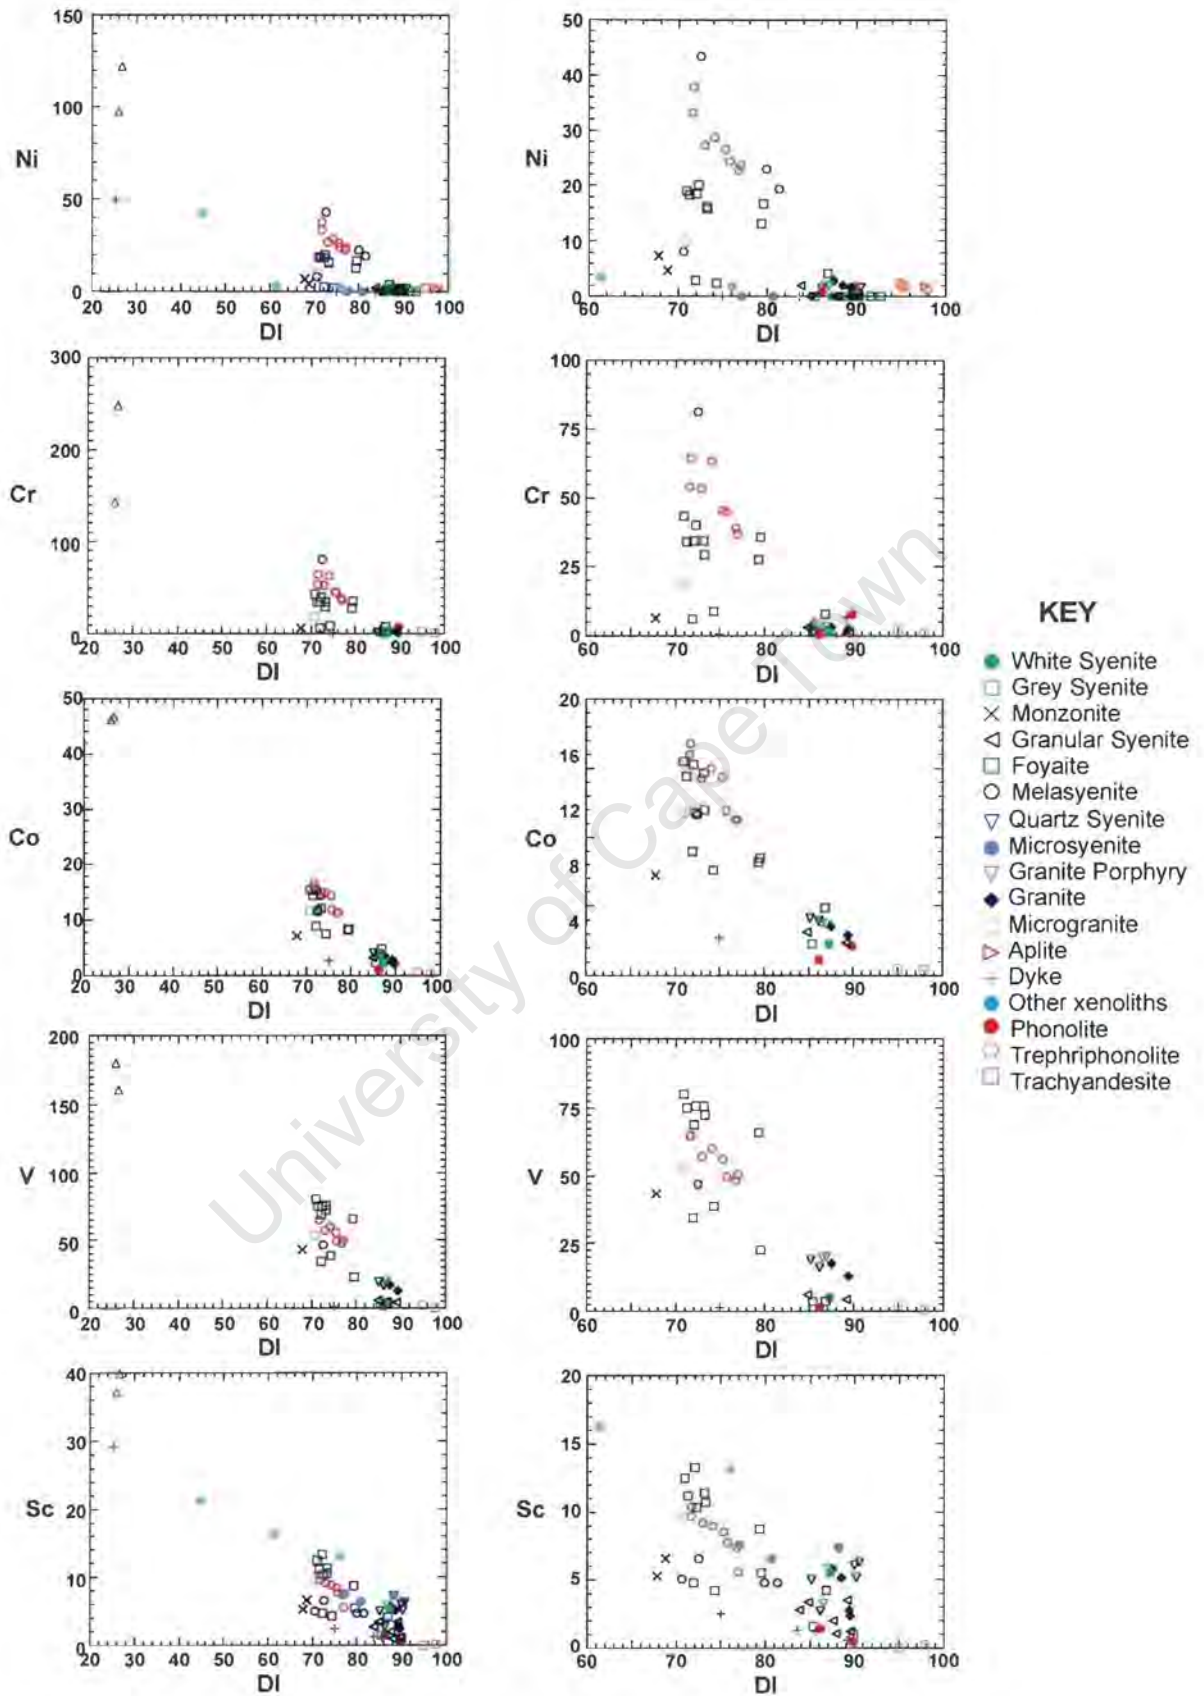 150
100
Ni
50
0
20 30 40 50 60 70 80 90 100
DI
50
40
30
Ni
20
10
0
60 70 80 90 100
DI
300
200
Cr
100
0
20 30 40 50 60 70 80 90 100
DI
100
75
Cr
50
25
0
60 70 80 90 100
DI
50
40
30
Co
20
10
0
20 30 40 50 60 70 80 90 100
DI
20
16
12
Co
8
4
0
60 70 80 90 100
DI
200
150
V
100
50
0
20 30 40 50 60 70 80 90 100
DI
100
75
V
50
25
0
60 70 80 90 100
DI
40
30
Sc
20
10
0
20 30 40 50 60 70 80 90 100
DI
20
15
Sc
10
5
0
60 70 80 90 100
DI
KEY
White Syenite
Grey Syenite
Monzonite
Granular Syenite
Foyaite
Melasyenite
Quartz Syenite
Microsyenite
Granite Porphyry
Granite
Microgranite
Aplite
Dyke
Other xenoliths
Phonolite
Trephriphonolite
Trachyandesite
University of Cape Town